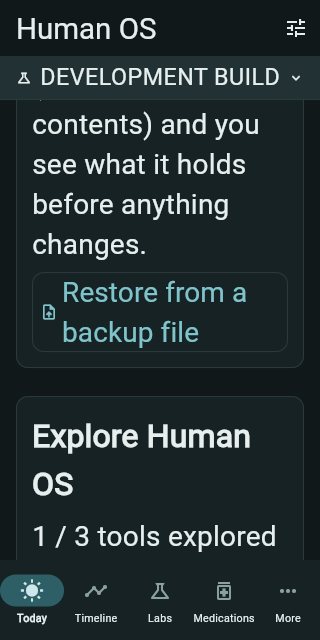 Human OS
DEVELOPMENT BUILD
contents) and you
see what it holds
before anything
changes.
Restore from a
backup file
Explore Human
OS
1 / 3 tools explored
Today
Timeline
Labs
Medications
More